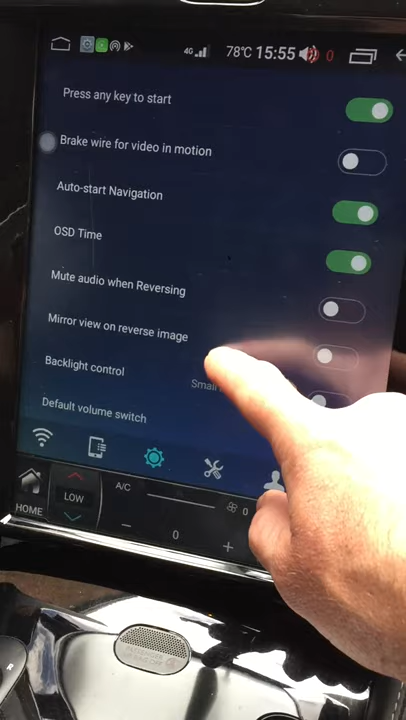 4G 78℃ 15:55 0
Press any key to start
Brake wire for video in motion
Auto-start Navigation
OSD Time
Mute audio when Reversing
Mirror view on reverse image
Backlight control
Small
Default volume switch
A/C
0
LOW
HOME
−
0
+
R